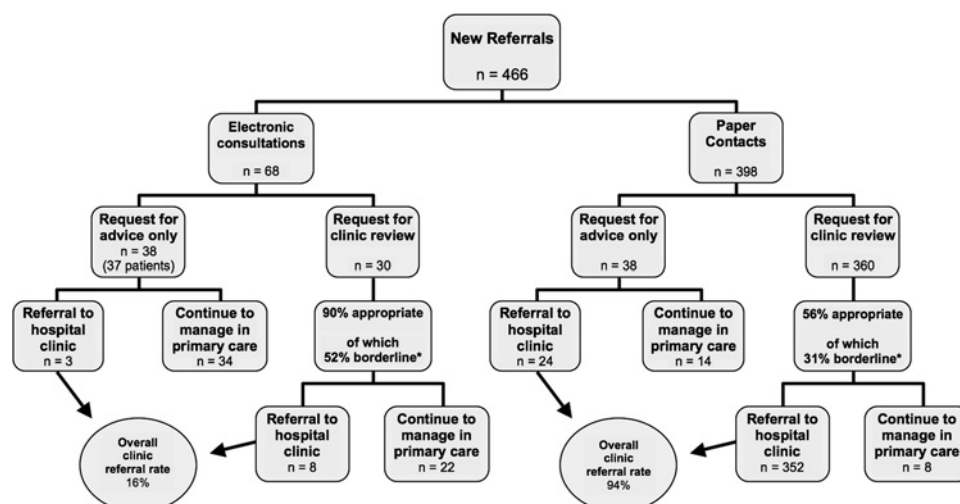 New Referrals
n = 466
Electronic
consultations
n = 68
Paper
Contacts
n = 398
Request for
advice only
n = 38
(37 patients)
Request for
clinic review
n = 30
Request for
advice only
n = 38
Request for
clinic review
n = 360
Referral to
hospital
clinic
n = 3
Continue to
manage in
primary care
n = 34
90% appropriate
of which
52% borderline*
Referral to
hospital
clinic
n = 24
Continue to
manage in
primary care
n = 14
56% appropriate
of which
31% borderline*
Overall
clinic
referral rate
16%
Referral to
hospital
clinic
n = 8
Continue to
manage in
primary care
n = 22
Overall
clinic
referral rate
94%
Referral to
hospital
clinic
n = 352
Continue to
manage in
primary care
n = 8